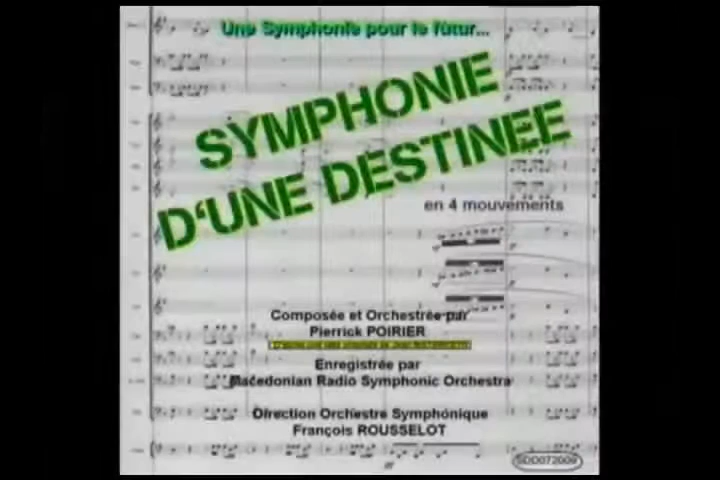 Une Symphonie pour le futur...
SYMPHONIE
D'UNE DESTINEE
en 4 mouvements
Composée et Orchestrée par
Pierrick POIRIER
Enregistrée par
Macedonian Radio Symphonic Orchestra
Direction Orchestre Symphonique
François ROUSSELOT
SDD072009